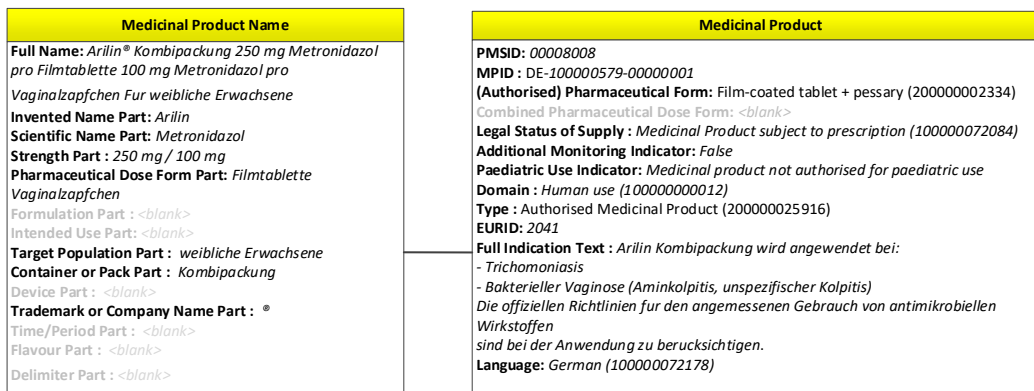 Medicinal Product Name
Full Name: Arilin® Kombipackung 250 mg Metronidazol
pro Filmtablette 100 mg Metronidazol pro
Vaginalzapfchen Fur weibliche Erwachsene
Invented Name Part: Arilin
Scientific Name Part: Metronidazol
Strength Part : 250 mg / 100 mg
Pharmaceutical Dose Form Part: Filmtablette
Vaginalzapfchen
Formulation Part : <blank>
Intended Use Part: <blank>
Target Population Part : weibliche Erwachsene
Container or Pack Part : Kombipackung
Device Part : <blank>
Trademark or Company Name Part : ®
Time/Period Part : <blank>
Flavour Part : <blank>
Delimiter Part : <blank>
Medicinal Product
PMSID: 00008008
MPID : DE-100000579-00000001
(Authorised) Pharmaceutical Form: Film-coated tablet + pessary (200000002334)
Combined Pharmaceutical Dose Form: <blank>
Legal Status of Supply : Medicinal Product subject to prescription (100000072084)
Additional Monitoring Indicator: False
Paediatric Use Indicator: Medicinal product not authorised for paediatric use
Domain : Human use (100000000012)
Type : Authorised Medicinal Product (200000025916)
EURID: 2041
Full Indication Text : Arilin Kombipackung wird angewendet bei:
- Trichomoniasis
- Bakterieller Vaginose (Aminkolpitis, unspezifischer Kolpitis)
Die offiziellen Richtlinien fur den angemessenen Gebrauch von antimikrobiellen
Wirkstoffen
sind bei der Anwendung zu berucksichtigen.
Language: German (100000072178)